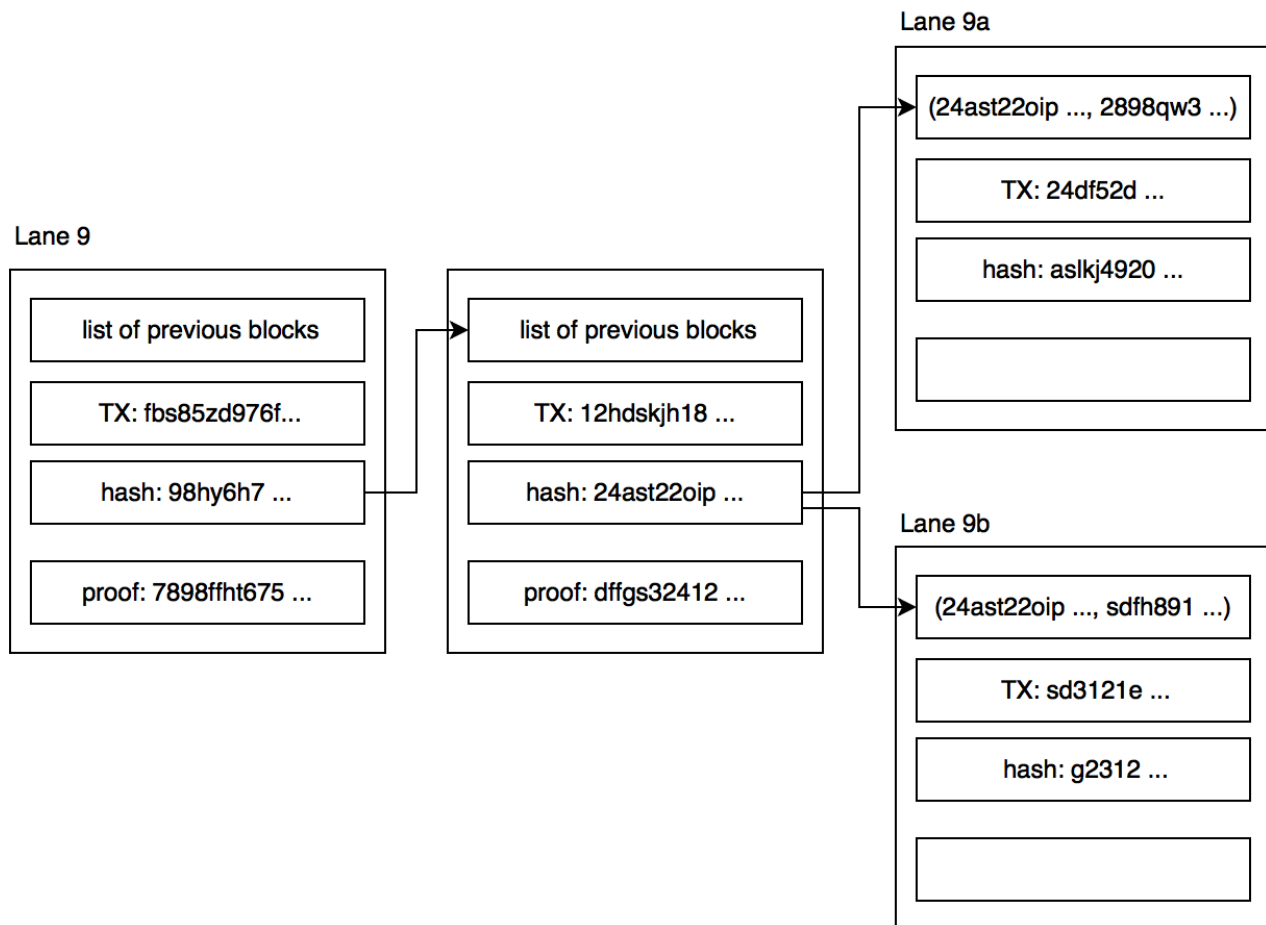 Lane 9
list of previous blocks
TX: fbs85zd976f...
hash: 98hy6h7 ...
proof: 7898ffht675 ...
list of previous blocks
TX: 12hdskjh18 ...
hash: 24ast22oip ...
proof: dffgs32412 ...
Lane 9a
(24ast22oip ..., 2898qw3 ...)
TX: 24df52d ...
hash: aslkj4920 ...
Lane 9b
(24ast22oip ..., sdfh891 ...)
TX: sd3121e ...
hash: g2312 ...